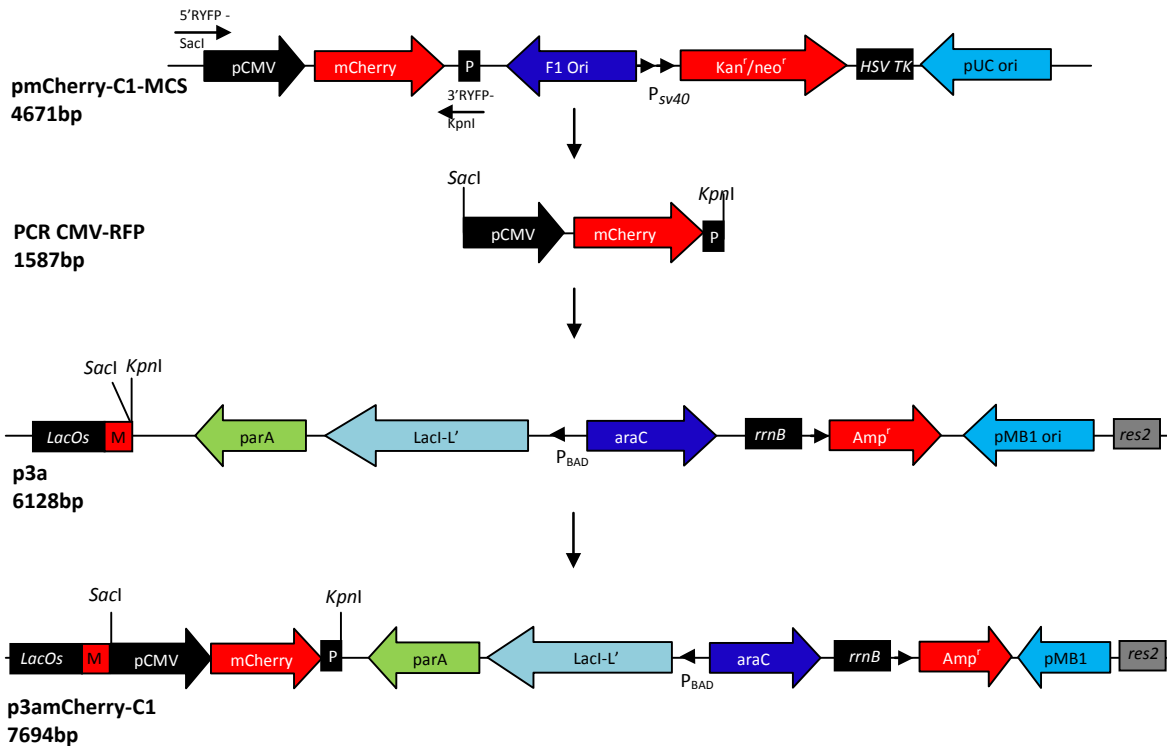 5'RYFP -
SacI
pCMV
mCherry
P
F1 Ori
Kanʳ/neoʳ
HSV TK
pUC ori
pmCherry-C1-MCS
4671bp
3'RYFP-
KpnI
Psv40
SacI
KpnI
PCR CMV-RFP
1587bp
pCMV
mCherry
P
SacI
KpnI
LacOs
M
parA
LacI-L'
araC
rrnB
Ampʳ
pMB1 ori
res2
PBAD
p3a
6128bp
SacI
KpnI
LacOs
M
pCMV
mCherry
P
parA
LacI-L'
araC
rrnB
Ampʳ
pMB1
res2
PBAD
p3amCherry-C1
7694bp